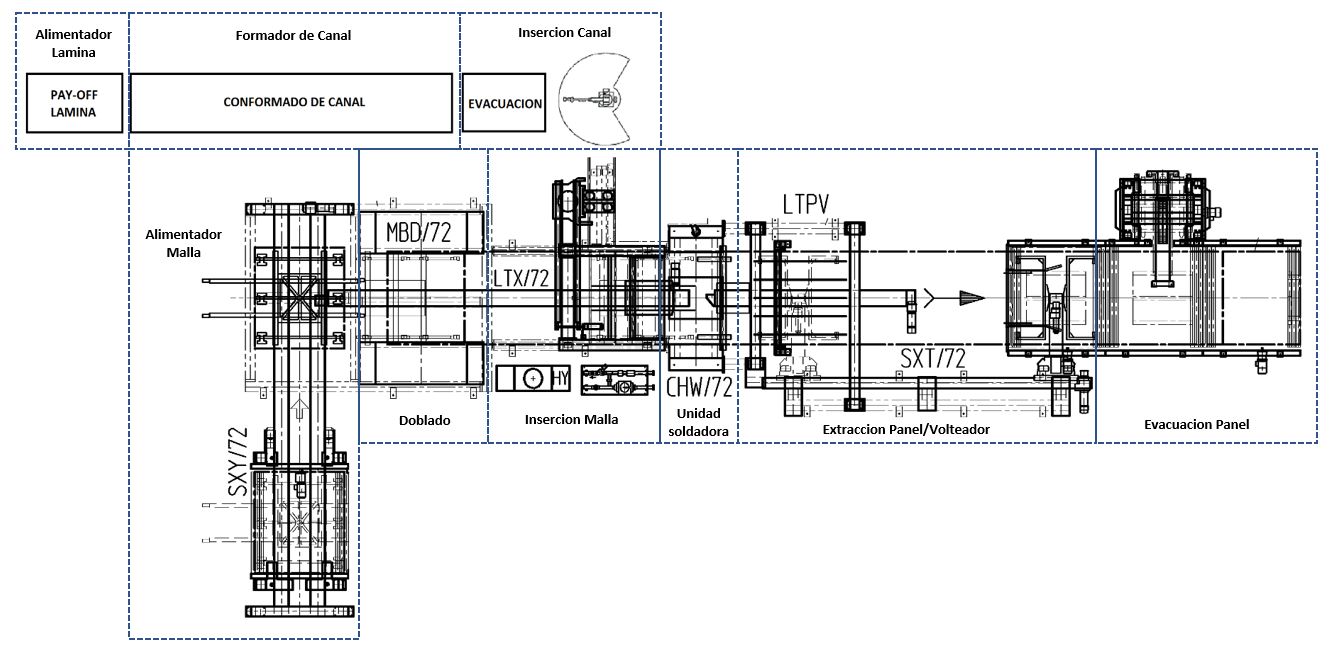 Alimentador
Lamina
Formador de Canal
Insercion Canal
PAY-OFF
LAMINA
CONFORMADO DE CANAL
EVACUACION
Alimentador
Malla
MBD/72
LTX/72
LTPV
HY
CHW/72
SXT/72
Doblado
Insercion Malla
Unidad
soldadora
Extraccion Panel/Volteador
Evacuacion Panel
SXY/72